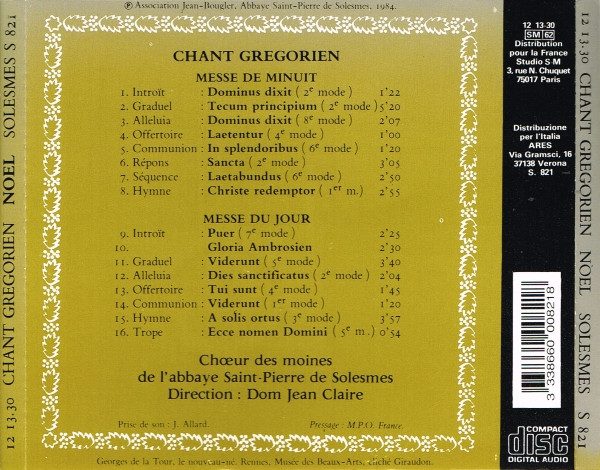 ℗ Association Jean-Bougler, Abbaye Saint-Pierre de Solesmes, 1984.
CHANT GREGORIEN
MESSE DE MINUIT
1. Introït : Dominus dixit ( 2e mode ) 1'22
2. Graduel : Tecum principium ( 2e mode ) 5'20
3. Alleluia : Dominus dixit ( 8e mode ) 2'07
4. Offertoire : Laetentur ( 4e mode ) 1'00
5. Communion : In splendoribus ( 6e mode ) 1'20
6. Répons : Sancta ( 2e mode ) 3'05
7. Séquence : Laetabundus ( 6e mode ) 2'50
8. Hymne : Christe redemptor ( 1er m.) 2'55
MESSE DU JOUR
9. Introït : Puer ( 7e mode ) 2'25
10. Gloria Ambrosien 2'30
11. Graduel : Viderunt ( 5e mode ) 3'40
12. Alleluia : Dies sanctificatus ( 2e mode ) 2'04
13. Offertoire : Tui sunt ( 4e mode ) 1'45
14. Communion : Viderunt ( 1er mode ) 1'20
15. Hymne : A solis ortus ( 3e mode ) 3'57
16. Trope : Ecce nomen Domini ( 5e m.) 0'54
Chœur des moines
de l'abbaye Saint-Pierre de Solesmes
Direction : Dom Jean Claire
Prise de son : J. Allard. Pressage : M.P.O. France.
Georges de la Tour, le nouveau-né. Rennes, Musée des Beaux-Arts, cliché Giraudon.
12 13.30 CHANT GREGORIEN NOEL SOLESMES S 821
12 13-30
SM 62
Distribution
pour la France
Studio S M
3, rue N. Chuquet
75017 Paris
Distribuzione
per l'Italia
ARES
Via Gramsci, 16
37138 Verona
S. 821
3 338660 008218
COMPACT
disc
DIGITAL AUDIO
12 13.30 CHANT GREGORIEN NOËL SOLESMES S 821